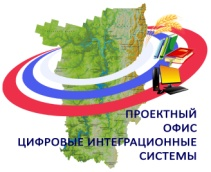 ПРОЕКТНЫЙ
ОФИС
ЦИФРОВЫЕ ИНТЕГРАЦИОННЫЕ
СИСТЕМЫ